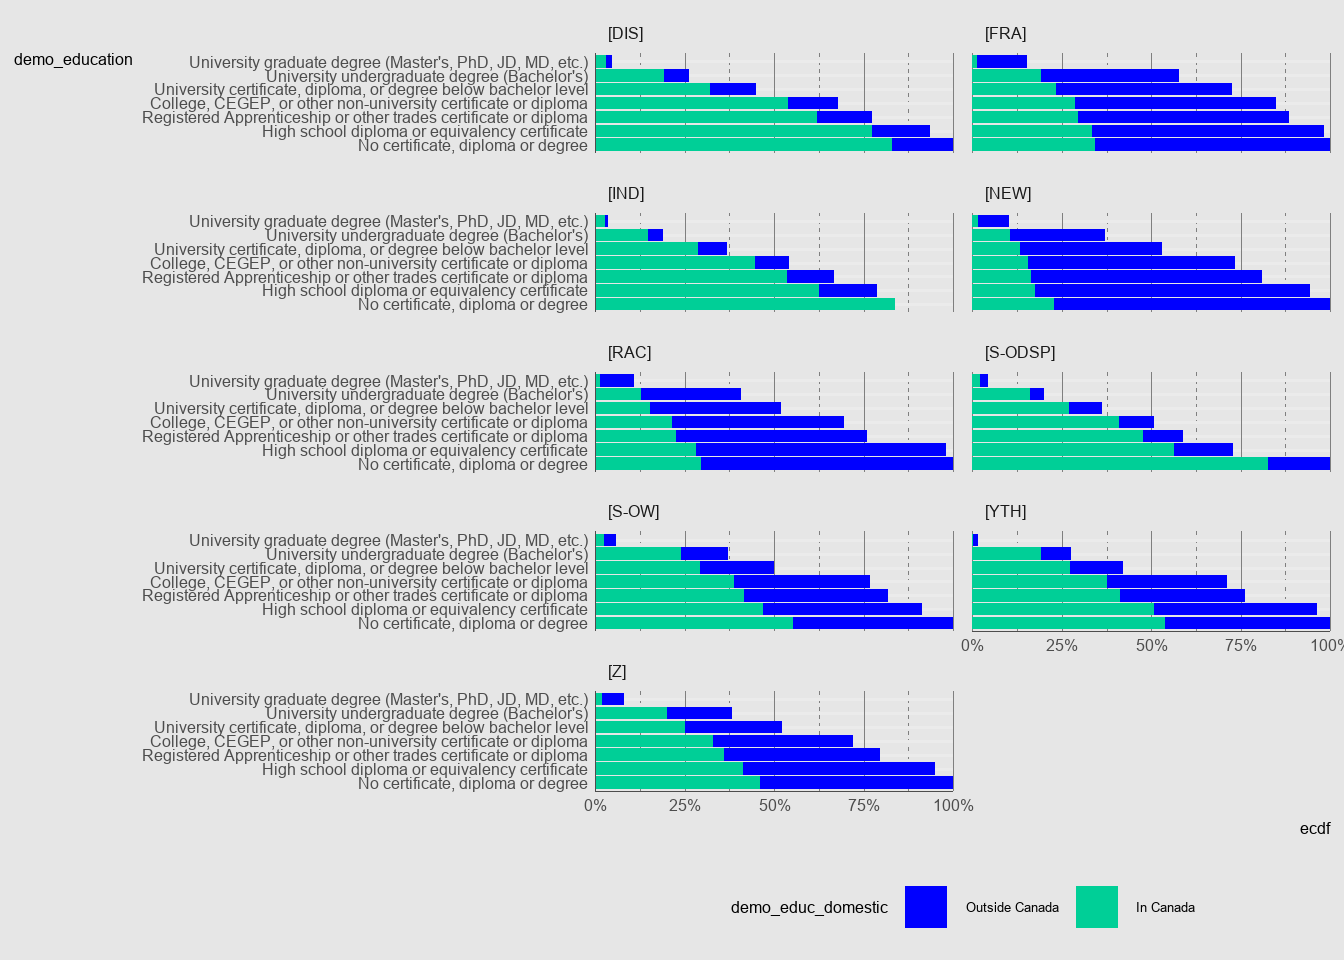 [DIS]
[FRA]
demo_education
University graduate degree (Master's, PhD, JD, MD, etc.)
University undergraduate degree (Bachelor's)
University certificate, diploma, or degree below bachelor level
College, CEGEP, or other non-university certificate or diploma
Registered Apprenticeship or other trades certificate or diploma
High school diploma or equivalency certificate
No certificate, diploma or degree
[IND]
[NEW]
University graduate degree (Master's, PhD, JD, MD, etc.)
University undergraduate degree (Bachelor's)
University certificate, diploma, or degree below bachelor level
College, CEGEP, or other non-university certificate or diploma
Registered Apprenticeship or other trades certificate or diploma
High school diploma or equivalency certificate
No certificate, diploma or degree
[RAC]
[S-ODSP]
University graduate degree (Master's, PhD, JD, MD, etc.)
University undergraduate degree (Bachelor's)
University certificate, diploma, or degree below bachelor level
College, CEGEP, or other non-university certificate or diploma
Registered Apprenticeship or other trades certificate or diploma
High school diploma or equivalency certificate
No certificate, diploma or degree
[S-OW]
[YTH]
University graduate degree (Master's, PhD, JD, MD, etc.)
University undergraduate degree (Bachelor's)
University certificate, diploma, or degree below bachelor level
College, CEGEP, or other non-university certificate or diploma
Registered Apprenticeship or other trades certificate or diploma
High school diploma or equivalency certificate
No certificate, diploma or degree
0% 25% 50% 75% 100%
[Z]
University graduate degree (Master's, PhD, JD, MD, etc.)
University undergraduate degree (Bachelor's)
University certificate, diploma, or degree below bachelor level
College, CEGEP, or other non-university certificate or diploma
Registered Apprenticeship or other trades certificate or diploma
High school diploma or equivalency certificate
No certificate, diploma or degree
0% 25% 50% 75% 100%
ecdf
demo_educ_domestic Outside Canada In Canada